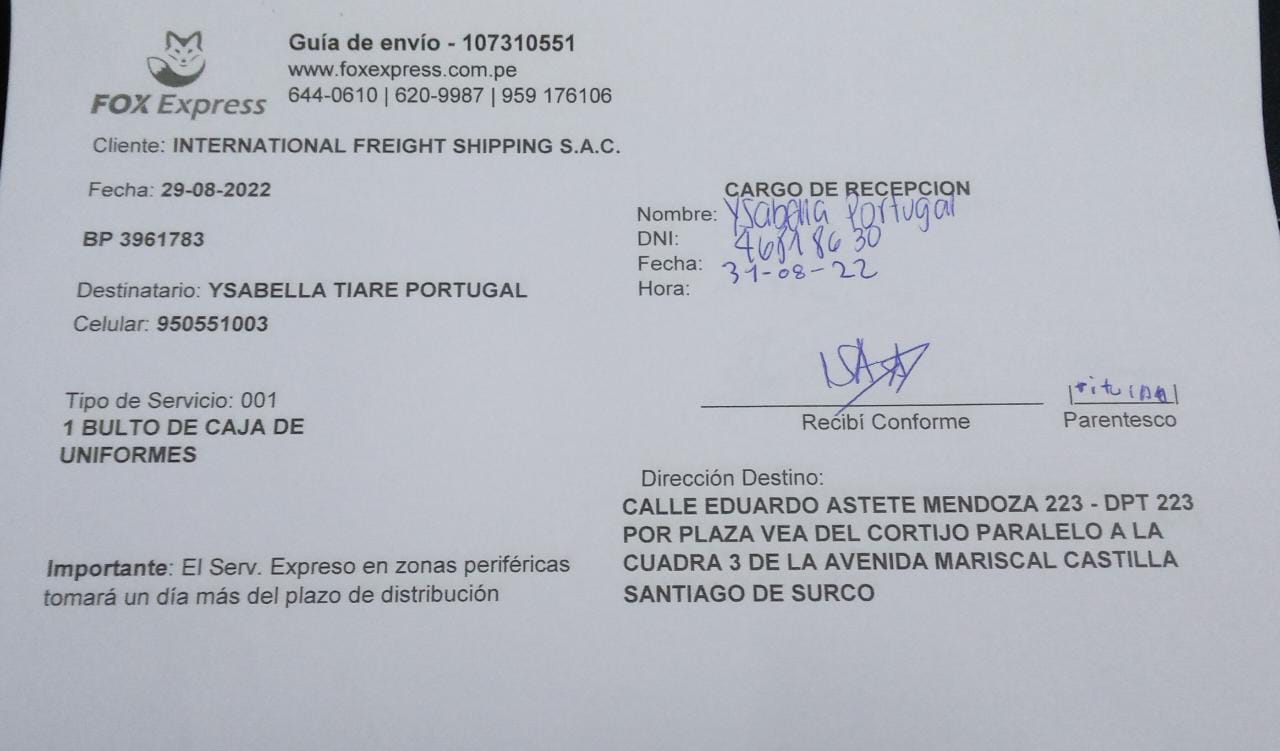 FOX Express
Guía de envío - 107310551
www.foxexpress.com.pe
644-0610 | 620-9987 | 959 176106
Cliente: INTERNATIONAL FREIGHT SHIPPING S.A.C.
Fecha: 29-08-2022
BP 3961783
Destinatario: YSABELLA TIARE PORTUGAL
Celular: 950551003
Tipo de Servicio: 001
1 BULTO DE CAJA DE
UNIFORMES
Importante: El Serv. Expreso en zonas periféricas
tomará un día más del plazo de distribución
CARGO DE RECEPCION
Nombre: Ysabella Portugal
DNI: 46818630
Fecha: 31-08-22
Hora:
Recibí Conforme
Parentesco
Dirección Destino:
CALLE EDUARDO ASTETE MENDOZA 223 - DPT 223
POR PLAZA VEA DEL CORTIJO PARALELO A LA
CUADRA 3 DE LA AVENIDA MARISCAL CASTILLA
SANTIAGO DE SURCO